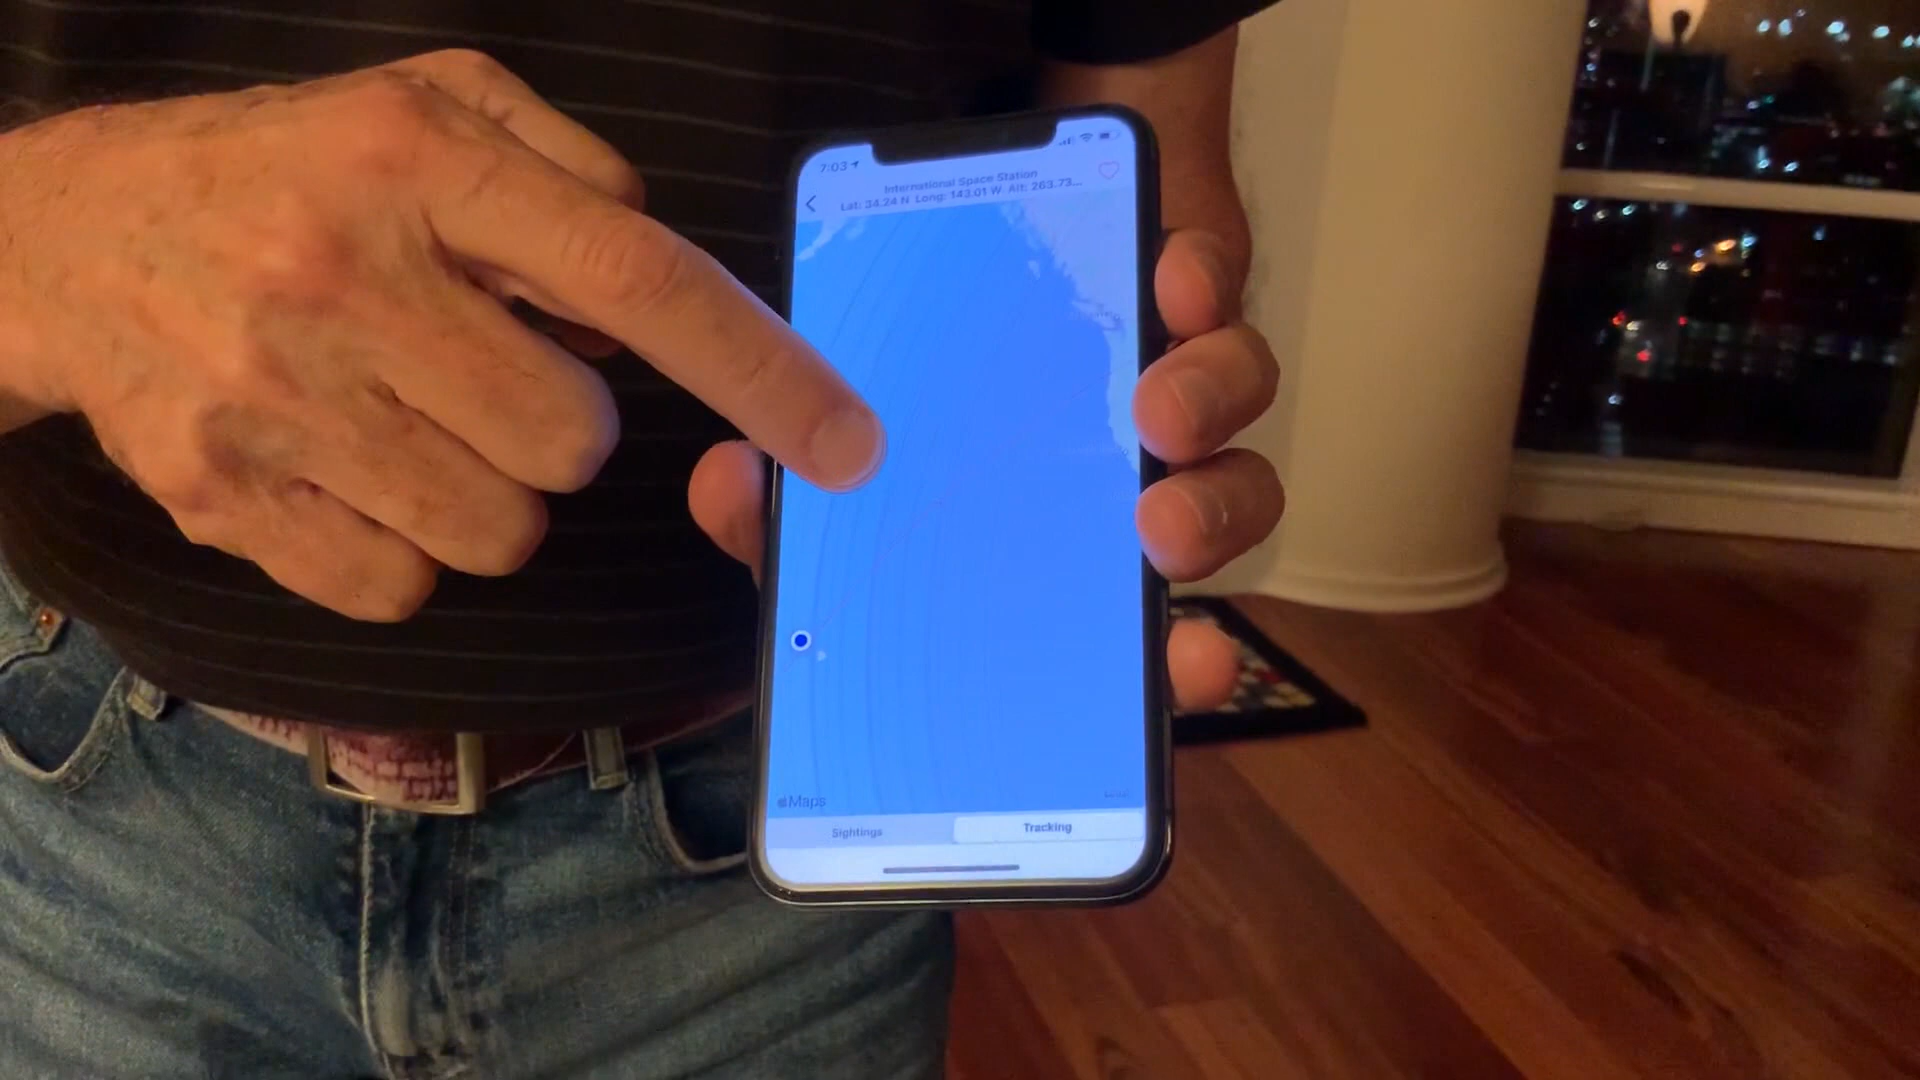 7:03
International Space Station
Lat: 34.24 N Long: 143.01 W Alt: 263.73...
Maps
Sightings
Tracking